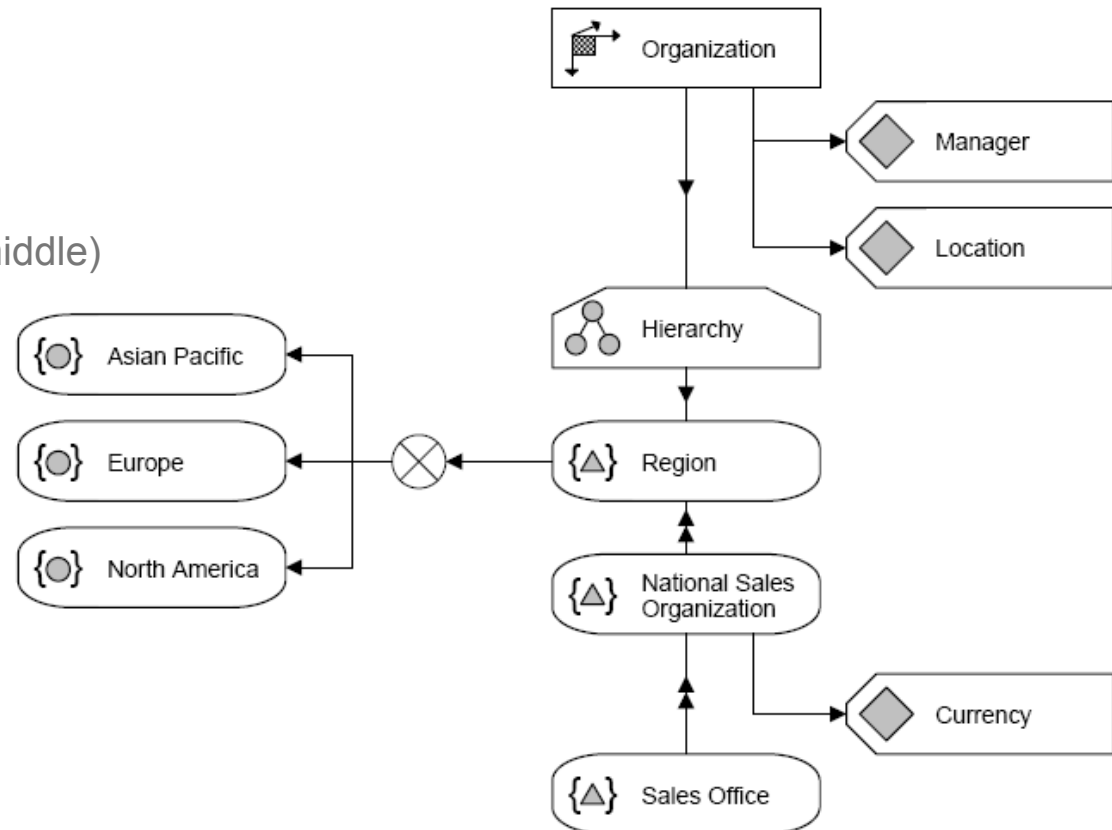 Organization
Manager
iddle)
Location
Hierarchy
Asian Pacific
Europe
Region
North America
National Sales
Organization
Currency
Sales Office